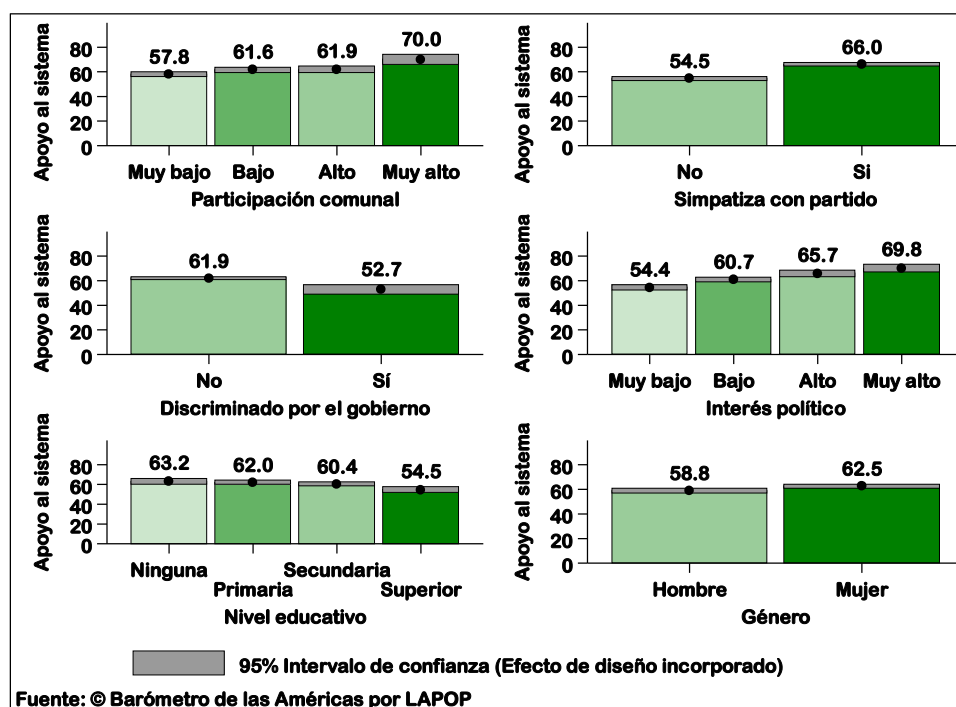 Apoyo al sistema
80
60
40
20
0
57.8 61.6 61.9 70.0
Muy bajo Bajo Alto Muy alto
Participación comunal
Apoyo al sistema
80
60
40
20
0
54.5 66.0
No Si
Simpatiza con partido
Apoyo al sistema
80
60
40
20
0
61.9 52.7
No Sí
Discriminado por el gobierno
Apoyo al sistema
80
60
40
20
0
54.4 60.7 65.7 69.8
Muy bajo Bajo Alto Muy alto
Interés político
Apoyo al sistema
80
60
40
20
0
63.2 62.0 60.4 54.5
Ninguna Secundaria
Primaria Superior
Nivel educativo
Apoyo al sistema
80
60
40
20
0
58.8 62.5
Hombre Mujer
Género
95% Intervalo de confianza (Efecto de diseño incorporado)
Fuente: © Barómetro de las Américas por LAPOP